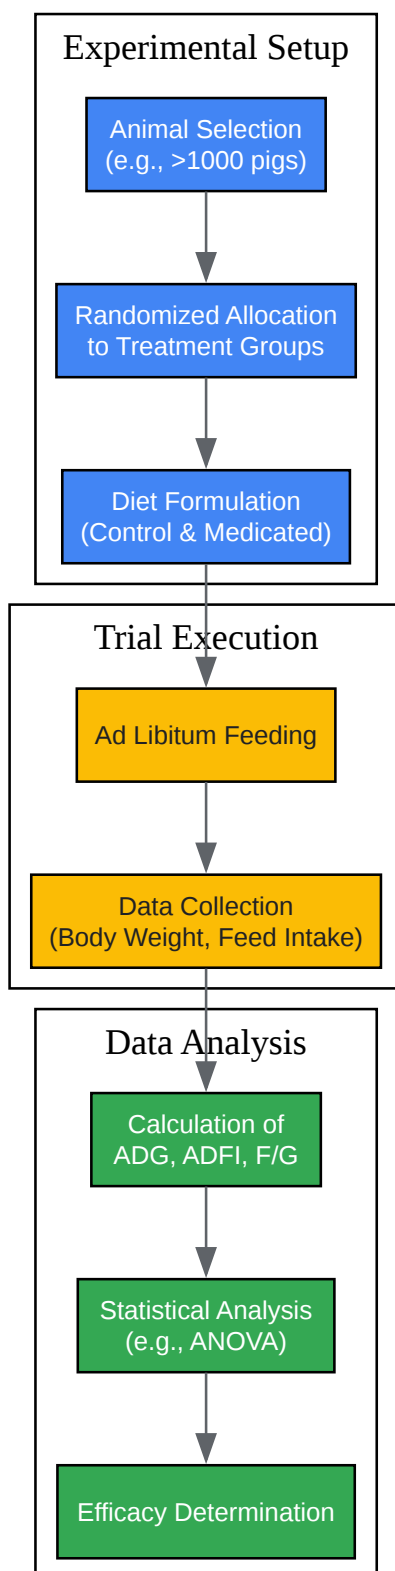 Experimental Setup
Animal Selection
(e.g., >1000 pigs)
Randomized Allocation
to Treatment Groups
Diet Formulation
(Control & Medicated)
Trial Execution
Ad Libitum Feeding
Data Collection
(Body Weight, Feed Intake)
Data Analysis
Calculation of
ADG, ADFI, F/G
Statistical Analysis
(e.g., ANOVA)
Efficacy Determination